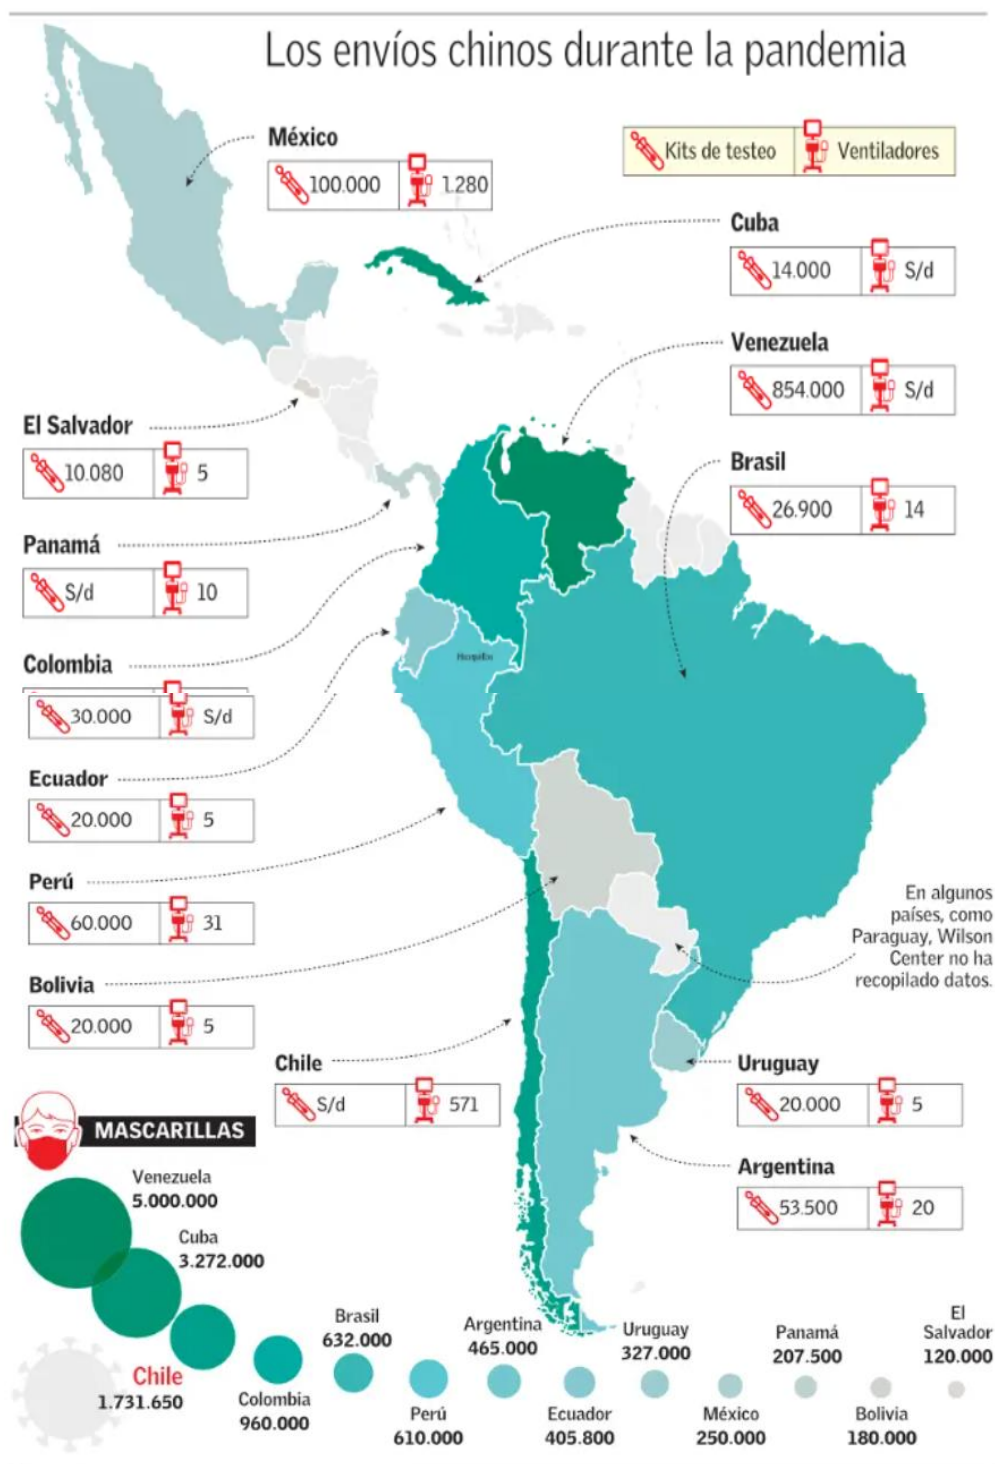 Los envíos chinos durante la pandemia
México
100.000
1.280
Kits de testeo
Ventiladores
Cuba
14.000
S/d
Venezuela
854.000
S/d
El Salvador
10.080
5
Brasil
26.900
14
Panamá
S/d
10
Colombia
30.000
S/d
Ecuador
20.000
5
Perú
60.000
31
Bolivia
20.000
5
En algunos
países, como
Paraguay, Wilson
Center no ha
recopilado datos.
Chile
S/d
571
Uruguay
20.000
5
Argentina
53.500
20
MASCARILLAS
Venezuela
5.000.000
Cuba
3.272.000
Chile
1.731.650
Colombia
960.000
Brasil
632.000
Perú
610.000
Argentina
465.000
Ecuador
405.800
Uruguay
327.000
México
250.000
Panamá
207.500
Bolivia
180.000
El
Salvador
120.000